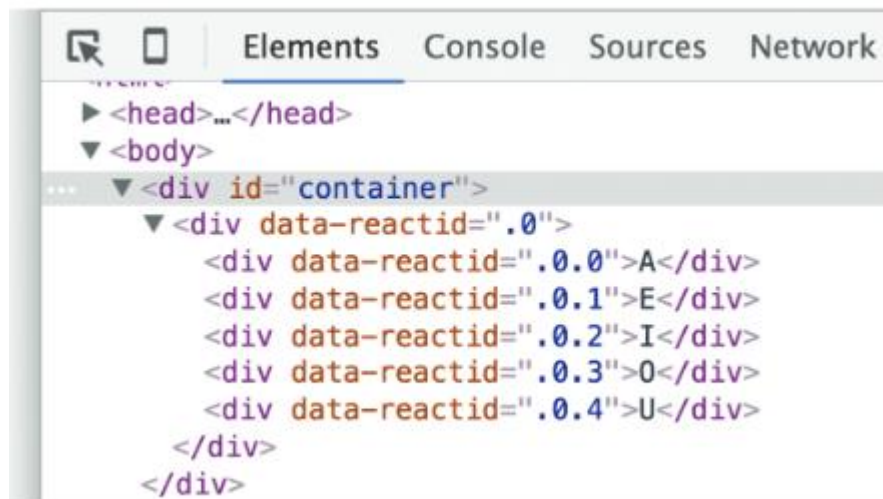 Elements Console Sources Network
<head>…</head>
<body>
<div id="container">
<div data-reactid=".0">
<div data-reactid=".0.0">A</div>
<div data-reactid=".0.1">E</div>
<div data-reactid=".0.2">I</div>
<div data-reactid=".0.3">O</div>
<div data-reactid=".0.4">U</div>
</div>
</div>